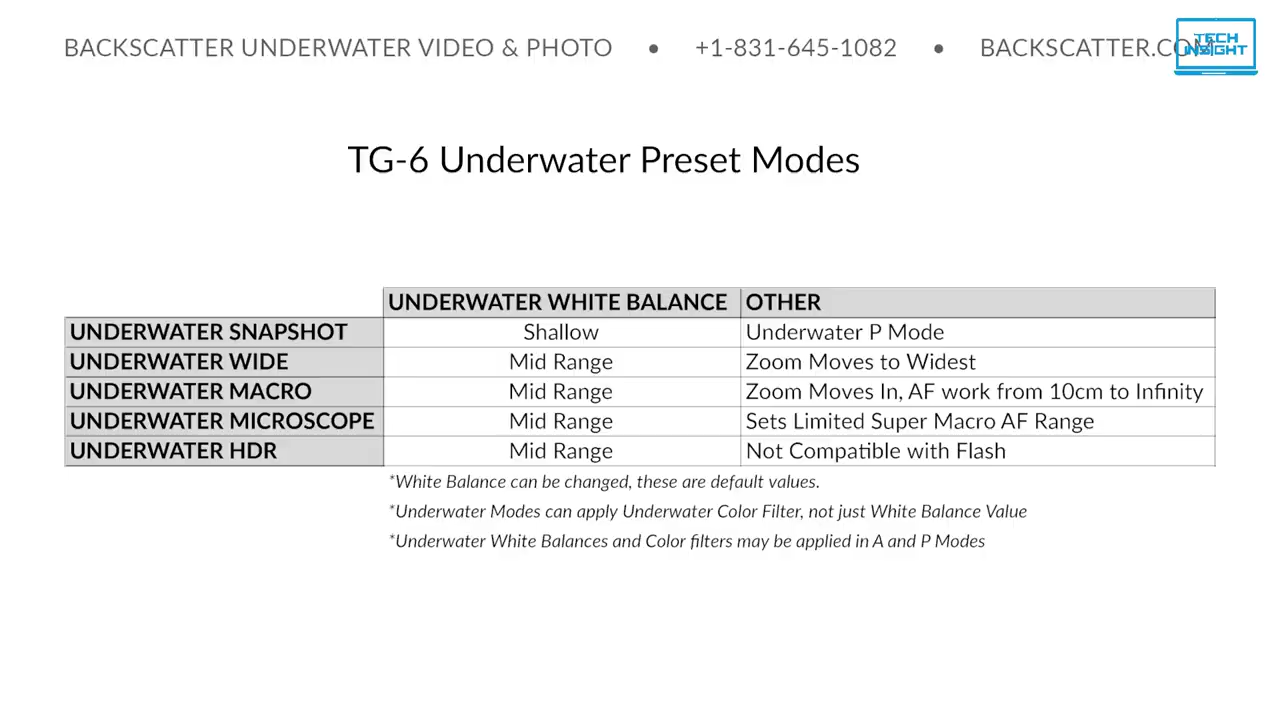 BACKSCATTER UNDERWATER VIDEO & PHOTO • +1-831-645-1082 • BACKSCATTER.COM
TECH
INSIGHT
TG-6 Underwater Preset Modes
UNDERWATER WHITE BALANCE OTHER
UNDERWATER SNAPSHOT Shallow Underwater P Mode
UNDERWATER WIDE Mid Range Zoom Moves to Widest
UNDERWATER MACRO Mid Range Zoom Moves In, AF work from 10cm to Infinity
UNDERWATER MICROSCOPE Mid Range Sets Limited Super Macro AF Range
UNDERWATER HDR Mid Range Not Compatible with Flash
*White Balance can be changed, these are default values.
*Underwater Modes can apply Underwater Color Filter, not just White Balance Value
*Underwater White Balances and Color filters may be applied in A and P Modes